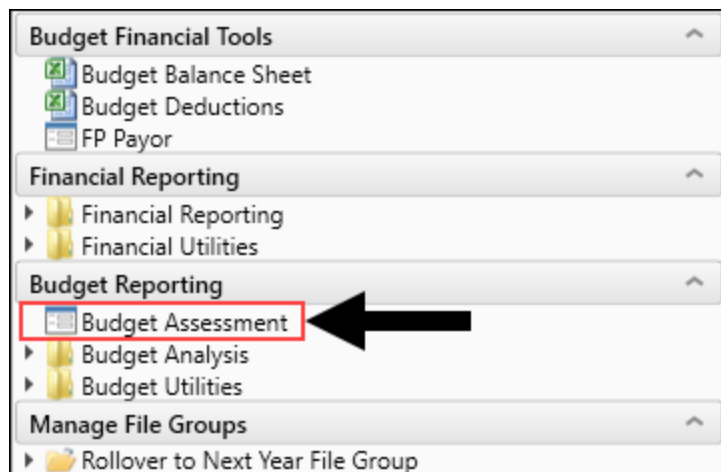 Budget Financial Tools
Budget Balance Sheet
Budget Deductions
FP Payor
Financial Reporting
Financial Reporting
Financial Utilities
Budget Reporting
Budget Assessment
Budget Analysis
Budget Utilities
Manage File Groups
Rollover to Next Year File Group